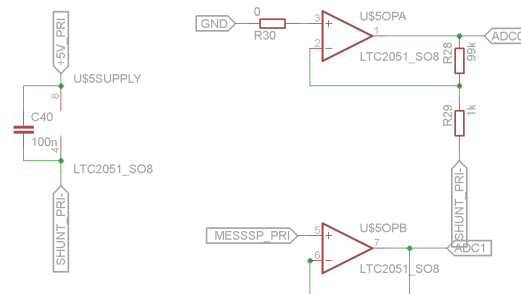 +5V_PRI
U$5SUPPLY
8
C40
100n
4
LTC2051_SO8
SHUNT_PRI-
GND
0
R30
3
2
1
U$5OPA
LTC2051_SO8
R28
99k
ADC0
R29
1k
SHUNT_PRI-
MESSSP_PRI
5
6
7
U$5OPB
LTC2051_SO8
ADC1